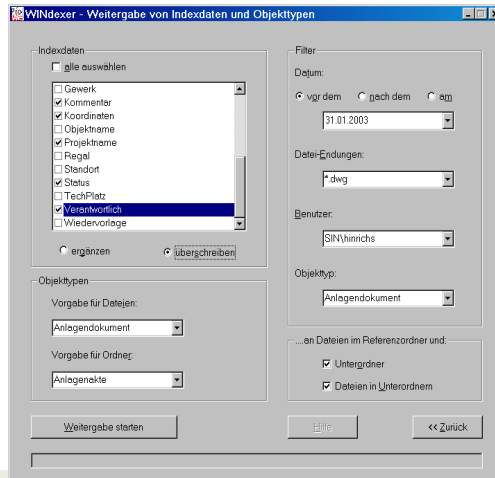 WINdexer - Weitergabe von Indexdaten und Objekttypen
Indexdaten
alle auswählen
Gewerk
Kommentar
Koordinaten
Objektname
Projektname
Regal
Standort
Status
TechPlatz
Verantwortlich
Wiedervorlage
ergänzen
überschreiben
Objekttypen
Vorgabe für Dateien:
Anlagendokument
Vorgabe für Ordner:
Anlagenakte
Filter
Datum:
vor dem
nach dem
am
31.01.2003
Datei-Endungen:
*.dwg
Benutzer:
SIN\hinrichs
Objekttyp:
Anlagendokument
....an Dateien im Referenzordner und:
Unterordner
Dateien in Unterordnern
Weitergabe starten
Hilfe
<< Zurück